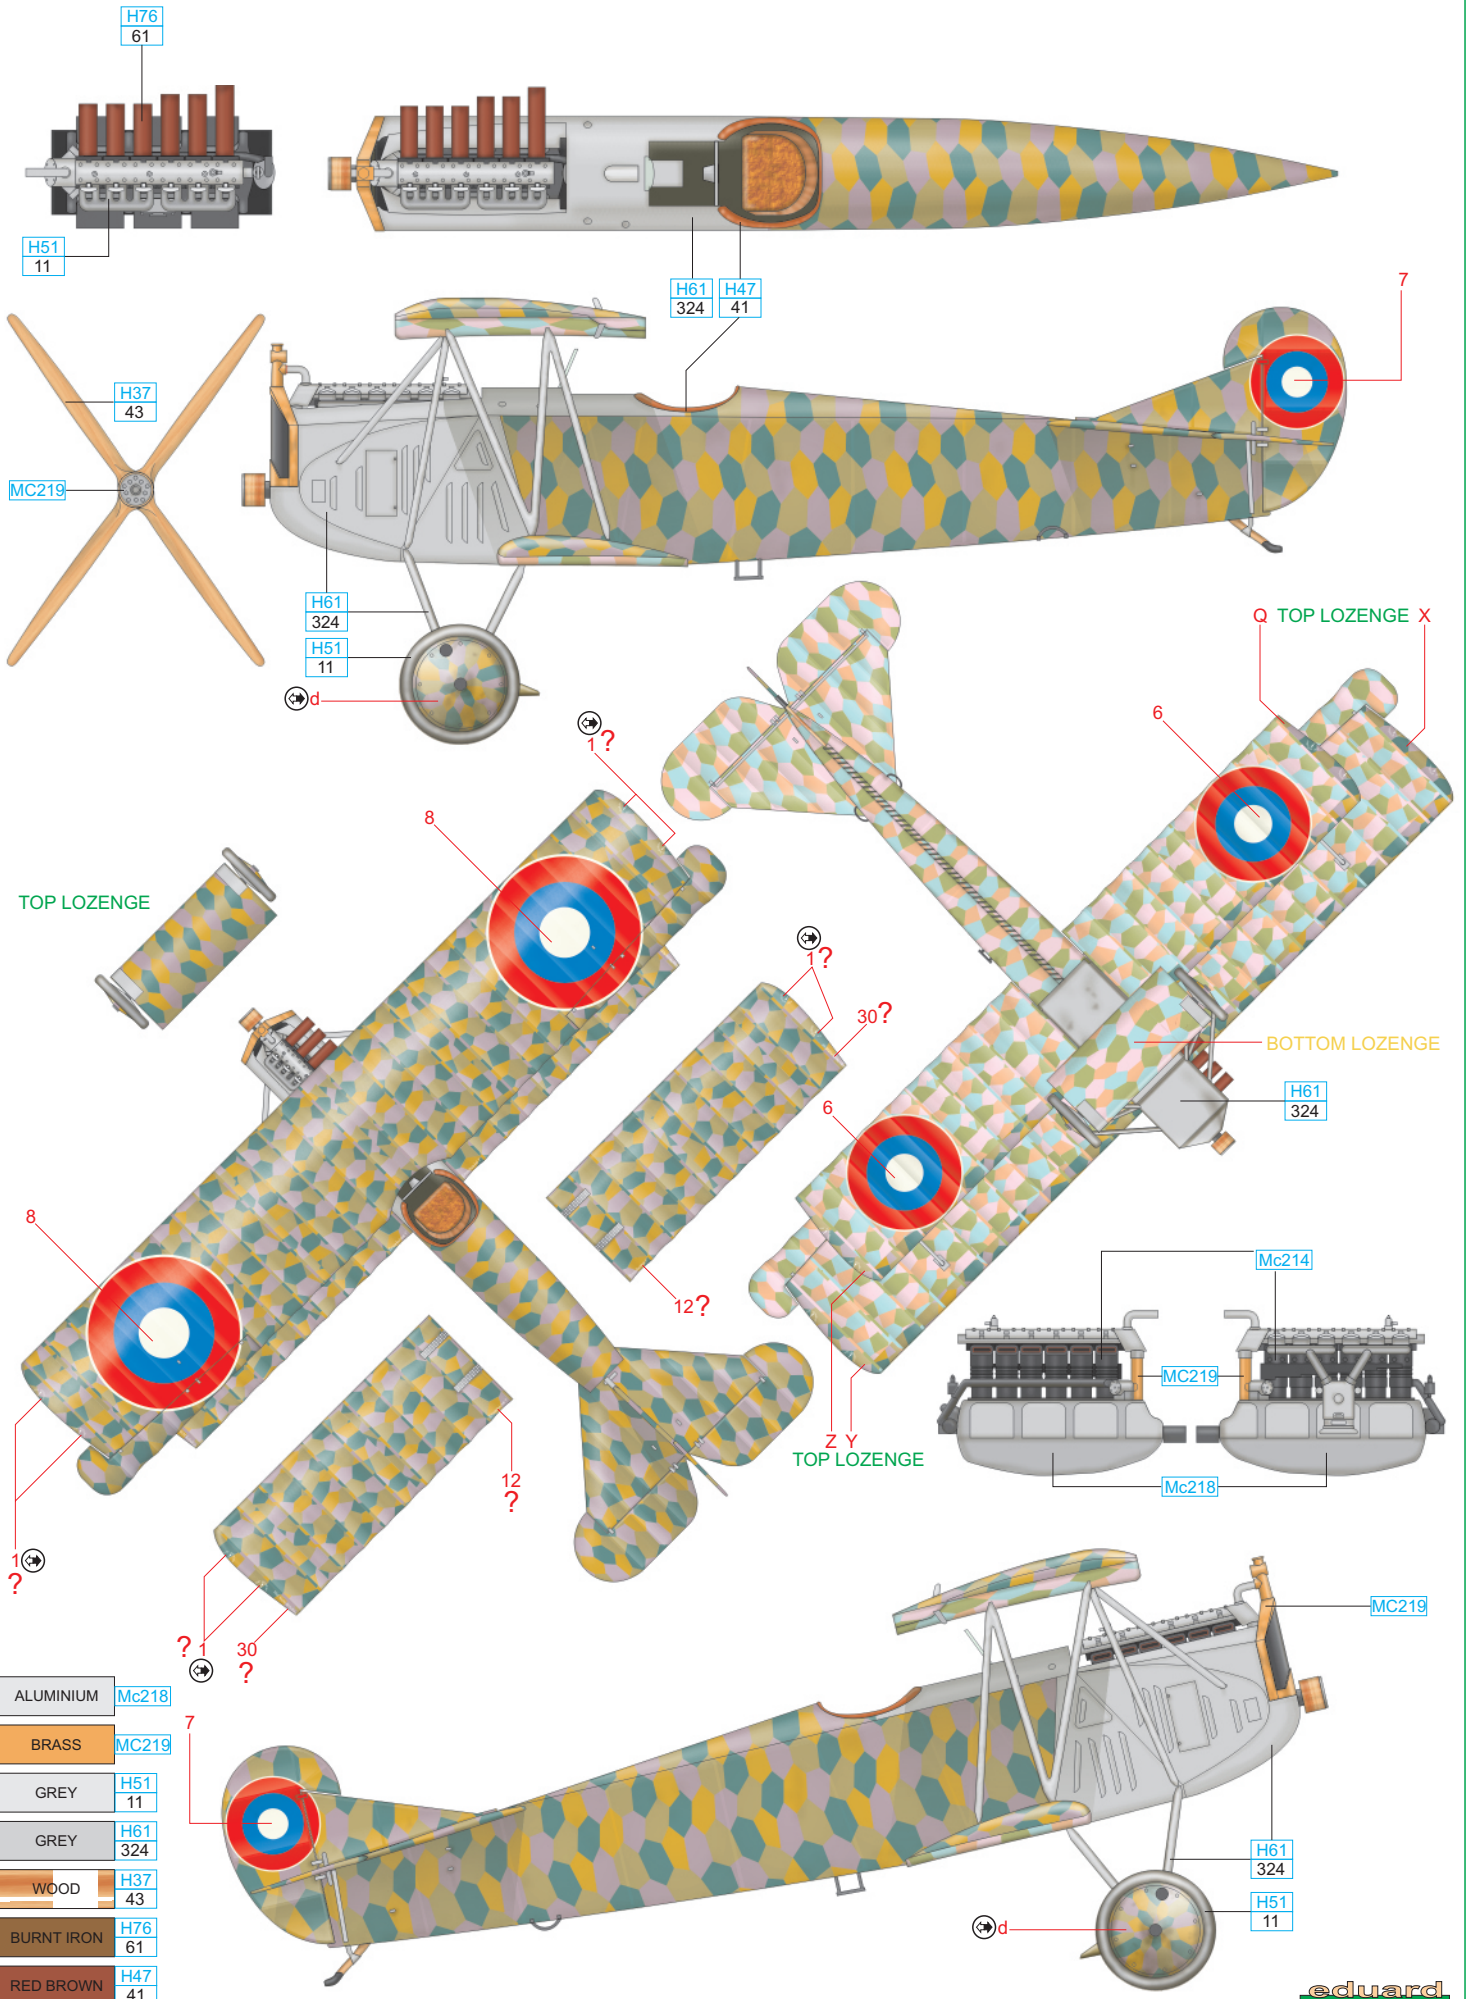 H76
61
H51
11
H61
324
H47
41
7
H37
43
MC219
H61
324
H51
11
d
Q TOP LOZENGE X
6
1?
8
TOP LOZENGE
1?
30?
BOTTOM LOZENGE
H61
324
6
8
12?
Mc214
MC219
Z Y
TOP LOZENGE
Mc218
12
?
1
?
? 1
30
?
MC219
ALUMINIUM Mc218
BRASS MC219
GREY H51
11
GREY H61
324
WOOD H37
43
BURNT IRON H76
61
RED BROWN H47
41
7
H61
324
H51
11
d
eduard